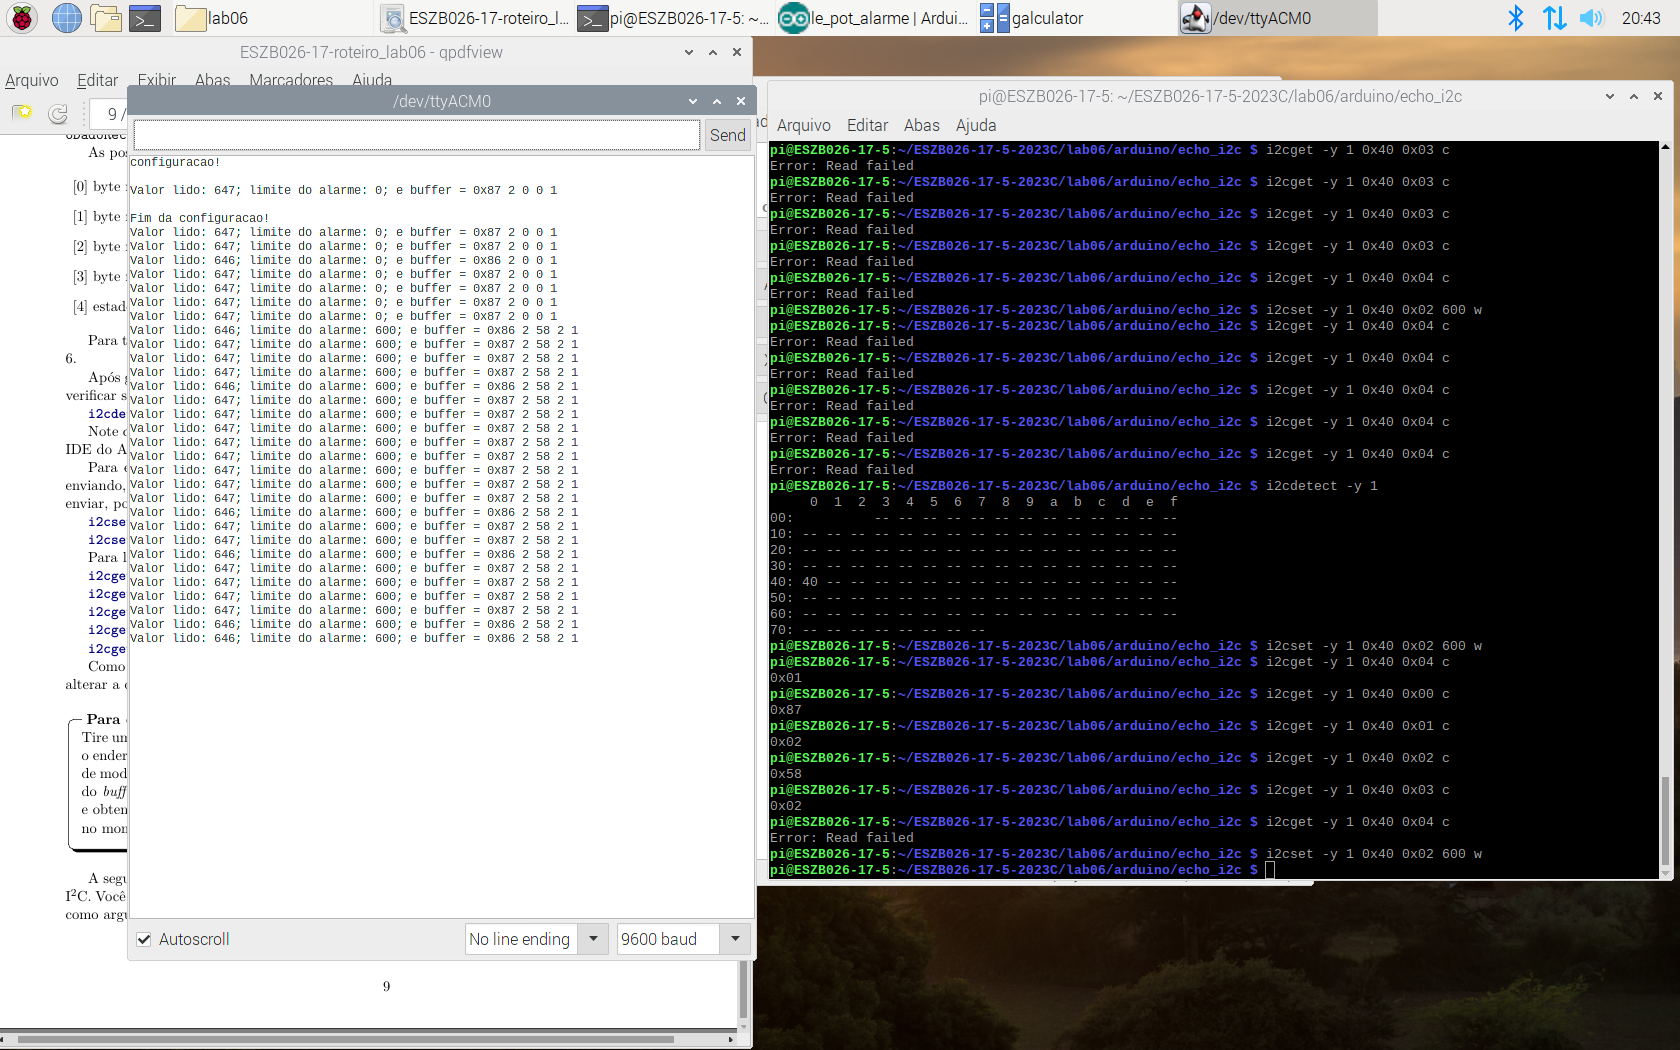 lab06
ESZB026-17-roteiro_l...
pi@ESZB026-17-5: ~...
le_pot_alarme | Ardui...
galculator
/dev/ttyACM0
20:43
ESZB026-17-roteiro_lab06 - qpdfview
Arquivo Editar Exibir Abas Marcadores Ajuda
9 /
As pos
[0] byte
[1] byte
[2] byte
[3] byte
[4] estad
Para t
6.
Após g
verificar s
i2cde
Note
IDE do A
Para e
enviando,
enviar, po
i2cse
i2cse
Para l
i2cge
i2cge
i2cge
i2cge
i2cge
Como
alterar a
Para
Tire um
o ender
de mod
do buff
e obten
no mor
A segu
I²C. Você
como argu
9
/dev/ttyACM0
Send
configuracao!
Valor lido: 647; limite do alarme: 0; e buffer = 0x87 2 0 0 1
Fim da configuracao!
Valor lido: 647; limite do alarme: 0; e buffer = 0x87 2 0 0 1
Valor lido: 647; limite do alarme: 0; e buffer = 0x87 2 0 0 1
Valor lido: 646; limite do alarme: 0; e buffer = 0x86 2 0 0 1
Valor lido: 647; limite do alarme: 0; e buffer = 0x87 2 0 0 1
Valor lido: 647; limite do alarme: 0; e buffer = 0x87 2 0 0 1
Valor lido: 647; limite do alarme: 0; e buffer = 0x87 2 0 0 1
Valor lido: 647; limite do alarme: 0; e buffer = 0x87 2 0 0 1
Valor lido: 646; limite do alarme: 600; e buffer = 0x86 2 58 2 1
Valor lido: 647; limite do alarme: 600; e buffer = 0x87 2 58 2 1
Valor lido: 647; limite do alarme: 600; e buffer = 0x87 2 58 2 1
Valor lido: 647; limite do alarme: 600; e buffer = 0x87 2 58 2 1
Valor lido: 646; limite do alarme: 600; e buffer = 0x86 2 58 2 1
Valor lido: 647; limite do alarme: 600; e buffer = 0x87 2 58 2 1
Valor lido: 647; limite do alarme: 600; e buffer = 0x87 2 58 2 1
Valor lido: 647; limite do alarme: 600; e buffer = 0x87 2 58 2 1
Valor lido: 647; limite do alarme: 600; e buffer = 0x87 2 58 2 1
Valor lido: 647; limite do alarme: 600; e buffer = 0x87 2 58 2 1
Valor lido: 647; limite do alarme: 600; e buffer = 0x87 2 58 2 1
Valor lido: 647; limite do alarme: 600; e buffer = 0x87 2 58 2 1
Valor lido: 647; limite do alarme: 600; e buffer = 0x87 2 58 2 1
Valor lido: 646; limite do alarme: 600; e buffer = 0x86 2 58 2 1
Valor lido: 647; limite do alarme: 600; e buffer = 0x87 2 58 2 1
Valor lido: 647; limite do alarme: 600; e buffer = 0x87 2 58 2 1
Valor lido: 646; limite do alarme: 600; e buffer = 0x86 2 58 2 1
Valor lido: 647; limite do alarme: 600; e buffer = 0x87 2 58 2 1
Valor lido: 647; limite do alarme: 600; e buffer = 0x87 2 58 2 1
Valor lido: 647; limite do alarme: 600; e buffer = 0x87 2 58 2 1
Valor lido: 647; limite do alarme: 600; e buffer = 0x87 2 58 2 1
Valor lido: 646; limite do alarme: 600; e buffer = 0x86 2 58 2 1
Valor lido: 646; limite do alarme: 600; e buffer = 0x86 2 58 2 1
Autoscroll
No line ending
9600 baud
pi@ESZB026-17-5: ~/ESZB026-17-5-2023C/lab06/arduino/echo_i2c
Arquivo Editar Abas Ajuda
pi@ESZB026-17-5:~/ESZB026-17-5-2023C/lab06/arduino/echo_i2c $ i2cget -y 1 0x40 0x03 c
Error: Read failed
pi@ESZB026-17-5:~/ESZB026-17-5-2023C/lab06/arduino/echo_i2c $ i2cget -y 1 0x40 0x03 c
Error: Read failed
pi@ESZB026-17-5:~/ESZB026-17-5-2023C/lab06/arduino/echo_i2c $ i2cget -y 1 0x40 0x03 c
Error: Read failed
pi@ESZB026-17-5:~/ESZB026-17-5-2023C/lab06/arduino/echo_i2c $ i2cget -y 1 0x40 0x03 c
Error: Read failed
pi@ESZB026-17-5:~/ESZB026-17-5-2023C/lab06/arduino/echo_i2c $ i2cget -y 1 0x40 0x04 c
Error: Read failed
pi@ESZB026-17-5:~/ESZB026-17-5-2023C/lab06/arduino/echo_i2c $ i2cset -y 1 0x40 0x02 600 w
pi@ESZB026-17-5:~/ESZB026-17-5-2023C/lab06/arduino/echo_i2c $ i2cget -y 1 0x40 0x04 c
Error: Read failed
pi@ESZB026-17-5:~/ESZB026-17-5-2023C/lab06/arduino/echo_i2c $ i2cget -y 1 0x40 0x04 c
Error: Read failed
pi@ESZB026-17-5:~/ESZB026-17-5-2023C/lab06/arduino/echo_i2c $ i2cget -y 1 0x40 0x04 c
Error: Read failed
pi@ESZB026-17-5:~/ESZB026-17-5-2023C/lab06/arduino/echo_i2c $ i2cget -y 1 0x40 0x04 c
Error: Read failed
pi@ESZB026-17-5:~/ESZB026-17-5-2023C/lab06/arduino/echo_i2c $ i2cget -y 1 0x40 0x04 c
Error: Read failed
pi@ESZB026-17-5:~/ESZB026-17-5-2023C/lab06/arduino/echo_i2c $ i2cdetect -y 1
0 1 2 3 4 5 6 7 8 9 a b c d e f
00: -- -- -- -- -- -- -- -- -- -- -- -- --
10: -- -- -- -- -- -- -- -- -- -- -- -- -- -- -- --
20: -- -- -- -- -- -- -- -- -- -- -- -- -- -- -- --
30: -- -- -- -- -- -- -- -- -- -- -- -- -- -- -- --
40: 40 -- -- -- -- -- -- -- -- -- -- -- -- -- -- --
50: -- -- -- -- -- -- -- -- -- -- -- -- -- -- -- --
60: -- -- -- -- -- -- -- -- -- -- -- -- -- -- -- --
70: -- -- -- -- -- -- -- --
pi@ESZB026-17-5:~/ESZB026-17-5-2023C/lab06/arduino/echo_i2c $ i2cset -y 1 0x40 0x02 600 w
pi@ESZB026-17-5:~/ESZB026-17-5-2023C/lab06/arduino/echo_i2c $ i2cget -y 1 0x40 0x04 c
0x01
pi@ESZB026-17-5:~/ESZB026-17-5-2023C/lab06/arduino/echo_i2c $ i2cget -y 1 0x40 0x00 c
0x87
pi@ESZB026-17-5:~/ESZB026-17-5-2023C/lab06/arduino/echo_i2c $ i2cget -y 1 0x40 0x01 c
0x02
pi@ESZB026-17-5:~/ESZB026-17-5-2023C/lab06/arduino/echo_i2c $ i2cget -y 1 0x40 0x02 c
0x58
pi@ESZB026-17-5:~/ESZB026-17-5-2023C/lab06/arduino/echo_i2c $ i2cget -y 1 0x40 0x03 c
0x02
pi@ESZB026-17-5:~/ESZB026-17-5-2023C/lab06/arduino/echo_i2c $ i2cget -y 1 0x40 0x04 c
Error: Read failed
pi@ESZB026-17-5:~/ESZB026-17-5-2023C/lab06/arduino/echo_i2c $ i2cset -y 1 0x40 0x02 600 w
pi@ESZB026-17-5:~/ESZB026-17-5-2023C/lab06/arduino/echo_i2c $